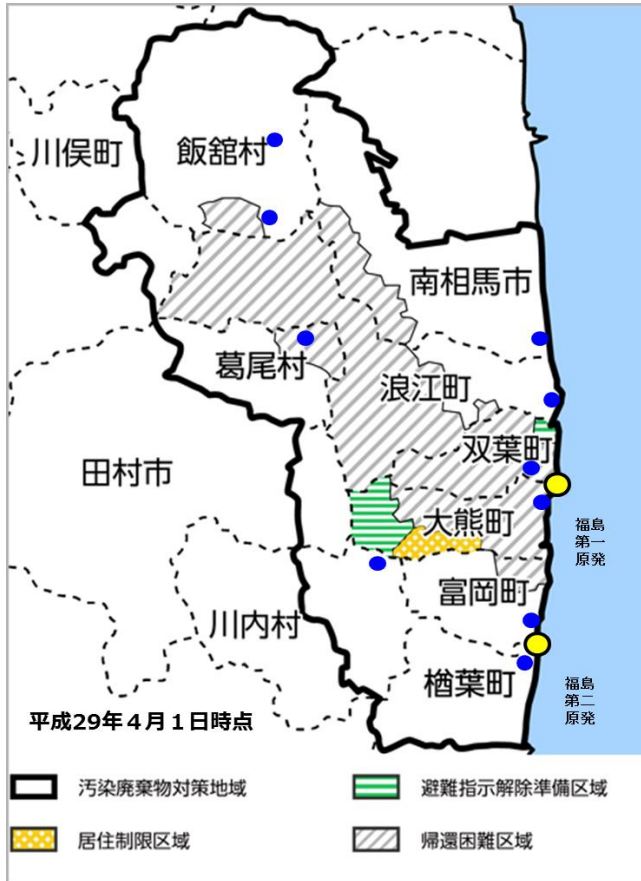 川俣町
飯舘村
南相馬市
葛尾村
浪江町
双葉町
田村市
大熊町
福島
第一
原発
富岡町
川内村
楢葉町
福島
第二
原発
平成29年4月1日時点
汚染廃棄物対策地域
避難指示解除準備区域
居住制限区域
帰還困難区域